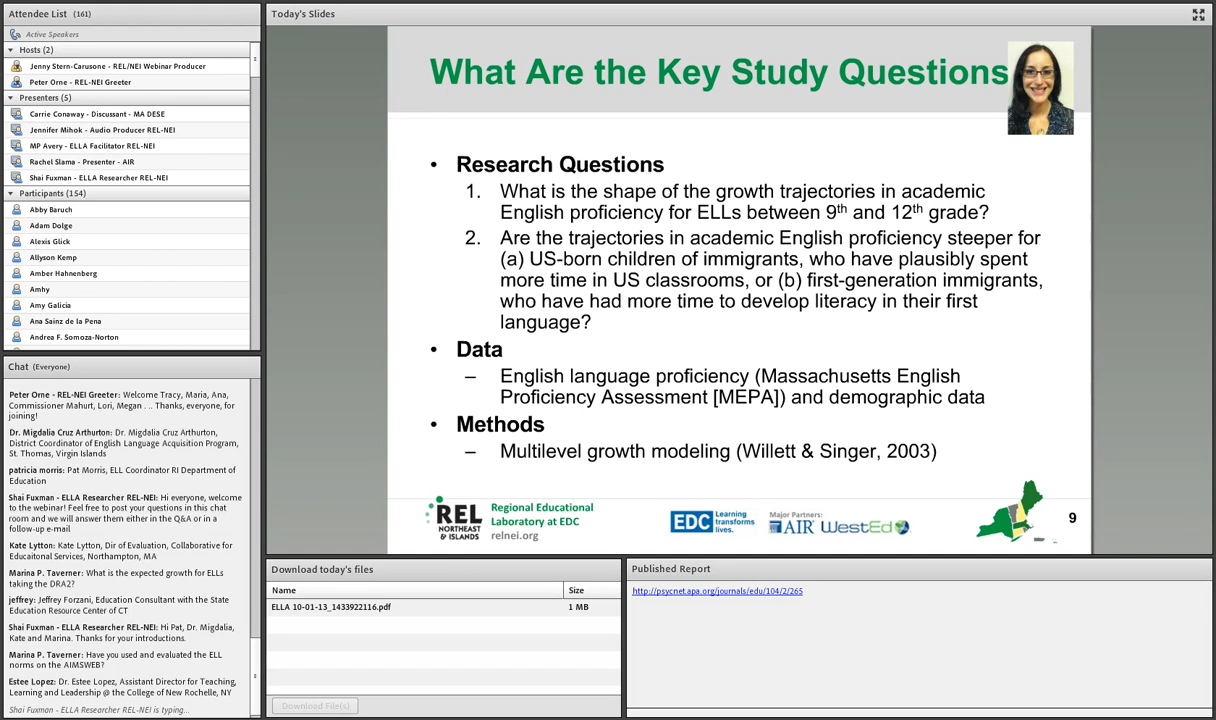 Attendee List (161)
Active Speakers
Hosts (2)
Jenny Stern-Carusone - REL/NEI Webinar Producer
Peter Orne - REL-NEI Greeter
Presenters (5)
Carrie Conaway - Discussant - MA DESE
Jennifer Mihok - Audio Producer REL-NEI
MP Avery - ELLA Facilitator REL-NEI
Rachel Slama - Presenter - AIR
Shai Fuxman - ELLA Researcher REL-NEI
Participants (154)
Abby Baruch
Adam Dolge
Alexis Glick
Allyson Kemp
Amber Hahnenberg
Amhy
Amy Galicia
Ana Sainz de la Pena
Andrea F. Somoza-Norton
Chat (Everyone)
Peter Orne - REL-NEI Greeter: Welcome Tracy, Maria, Ana,
Commissioner Mahurt, Lori, Megan . .. Thanks, everyone, for
joining!
Dr. Migdalia Cruz Arthurton: Dr. Migdalia Cruz Arthurton,
District Coordinator of English Language Acquisition Program,
St. Thomas, Virgin Islands
patricia morris: Pat Morris, ELL Coordinator RI Department of
Education
Shai Fuxman - ELLA Researcher REL-NEI: Hi everyone, welcome
to the webinar! Feel free to post your questions in this chat
room and we will answer them either in the Q&A or in a
follow-up e-mail
Kate Lytton: Kate Lytton, Dir of Evaluation, Collaborative for
Educaitonal Services, Northampton, MA
Marina P. Taverner: What is the expected growth for ELLs
taking the DRA2?
jeffrey: Jeffrey Forzani, Education Consultant with the State
Education Resource Center of CT
Shai Fuxman - ELLA Researcher REL-NEI: Hi Pat, Dr. Migdalia,
Kate and Marina. Thanks for your introductions.
Marina P. Taverner: Have you used and evaluated the ELL
norms on the AIMSWEB?
Estee Lopez: Dr. Estee Lopez, Assistant Director for Teaching,
Learning and Leadership @ the College of New Rochelle, NY
Shai Fuxman - ELLA Researcher REL-NEI is typing...
Today's Slides
What Are the Key Study Questions
• Research Questions
1. What is the shape of the growth trajectories in academic
English proficiency for ELLs between 9th and 12th grade?
2. Are the trajectories in academic English proficiency steeper for
(a) US-born children of immigrants, who have plausibly spent
more time in US classrooms, or (b) first-generation immigrants,
who have had more time to develop literacy in their first
language?
• Data
– English language proficiency (Massachusetts English
Proficiency Assessment [MEPA]) and demographic data
• Methods
– Multilevel growth modeling (Willett & Singer, 2003)
REL
NORTHEAST
& ISLANDS
Regional Educational
Laboratory at EDC
relnei.org
EDC Learning
transforms
lives.
Major Partners:
AIR WestEd
9
Download today's files
Name Size
ELLA 10-01-13_1433922116.pdf 1 MB
Download File(s)
Published Report
http://psycnet.apa.org/journals/edu/104/2/265